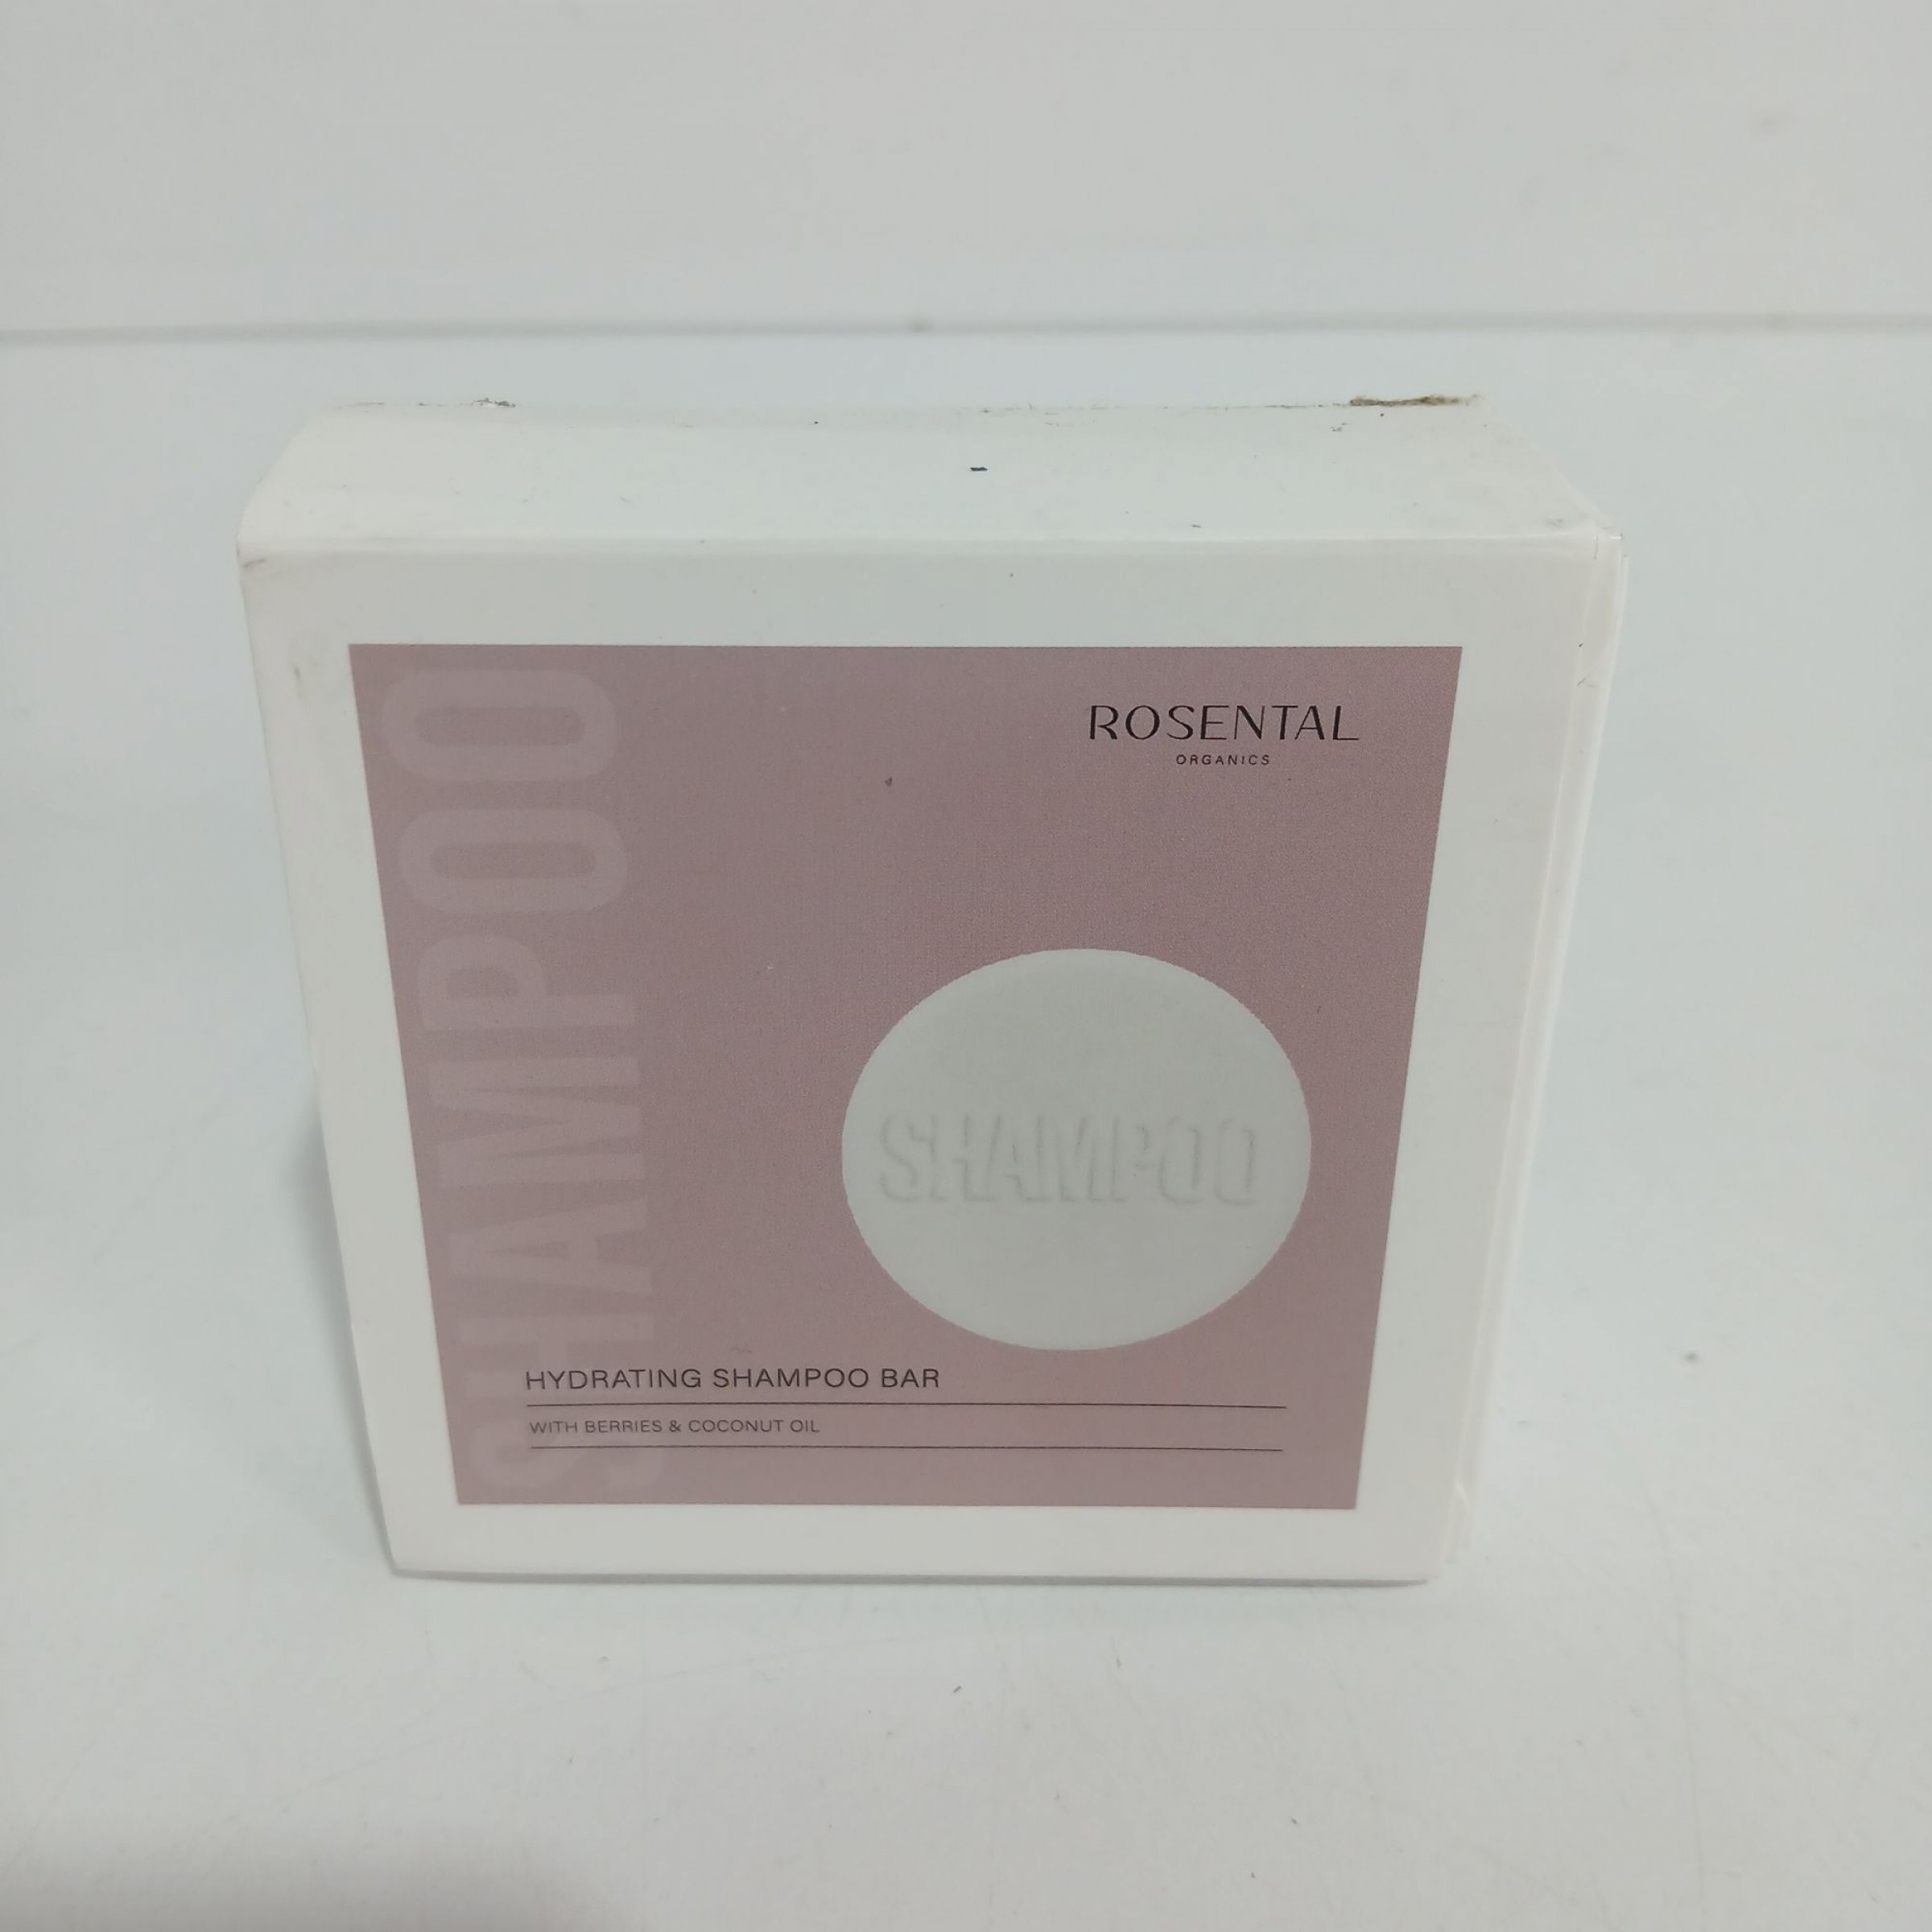 SHAMPOO
ROSENTAL
ORGANICS
SHAMPOO
HYDRATING SHAMPOO BAR
WITH BERRIES & COCONUT OIL